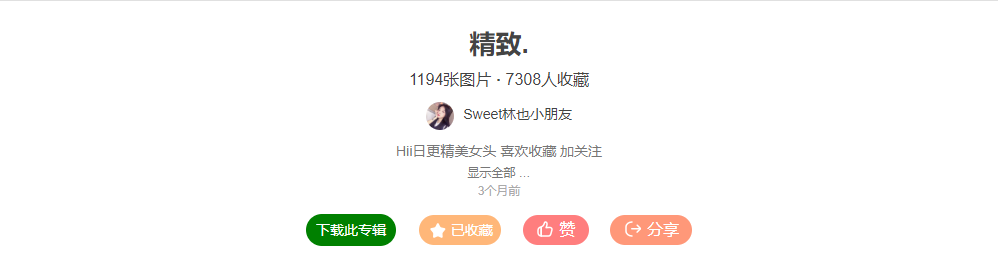 精致.
1194张图片 · 7308人收藏
Sweet林也小朋友
Hii日更精美女头 喜欢收藏 加关注
显示全部 ...
3个月前
下载此专辑 已收藏 赞 分享